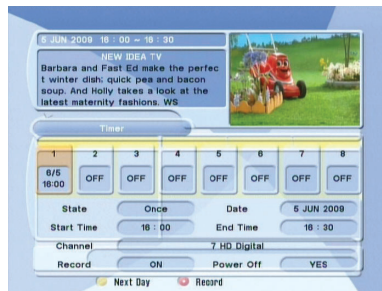 5 JUN 2009 16 : 00 ~ 16 : 30
NEW IDEA TV
Barbara and Fast Ed make the perfec
t winter dish: quick pea and bacon
soup. And Holly takes a look at the
latest maternity fashions. WS
Timer
1 2 3 4 5 6 7 8
6/5 OFF OFF OFF OFF OFF OFF OFF
16:00
State Once Date 5 JUN 2009
Start Time 16 : 00 End Time 16 : 30
Channel 7 HD Digital
Record ON Power Off YES
Next Day Record